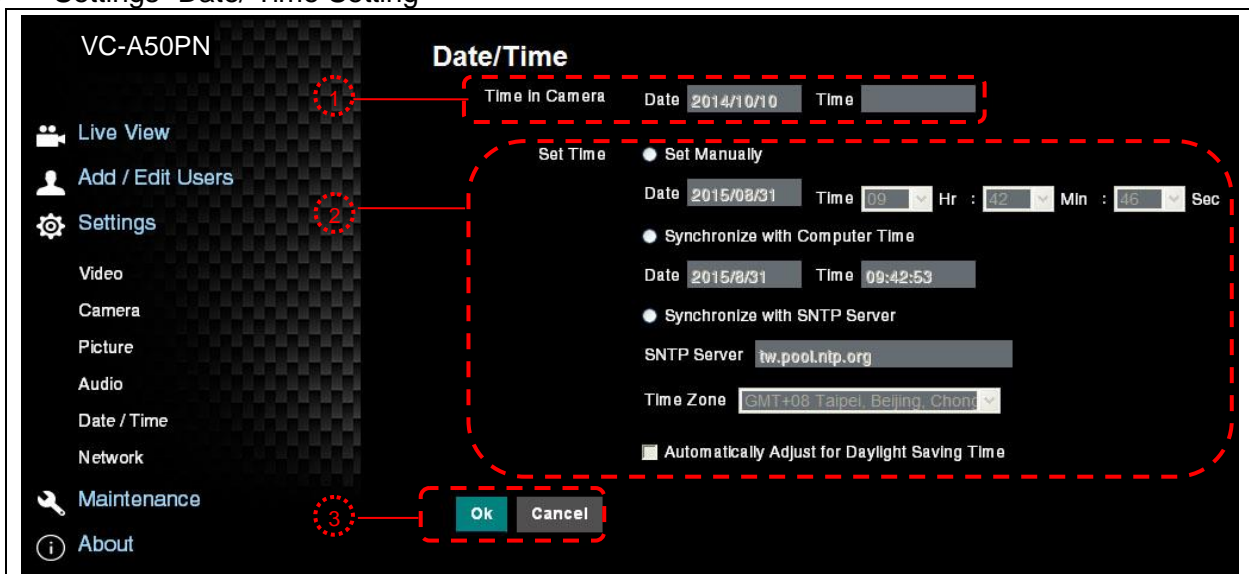 Settings- Date/ Time Setting
VC-A50PN
Date/Time
1
Time in Camera Date 2014/10/10 Time
Live View
Set Time Set Manually
Add / Edit Users
Date 2015/08/31 Time 09 Hr : 42 Min : 46 Sec
2
Settings
Synchronize with Computer Time
Video
Date 2015/8/31 Time 09:42:53
Camera
Synchronize with SNTP Server
Picture
SNTP Server tw.pool.ntp.org
Audio
Time Zone GMT+08 Taipei, Beijing, Chong
Date / Time
Network
Automatically Adjust for Daylight Saving Time
Maintenance
3
Ok Cancel
About